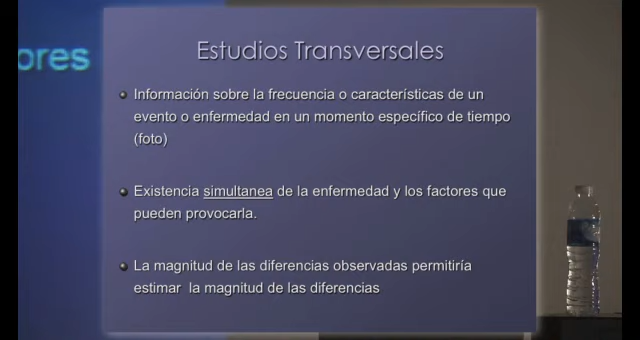 ores
Estudios Transversales
Información sobre la frecuencia o características de un
evento o enfermedad en un momento específico de tiempo
(foto)
Existencia simultanea de la enfermedad y los factores que
pueden provocarla.
La magnitud de las diferencias observadas permitiría
estimar la magnitud de las diferencias